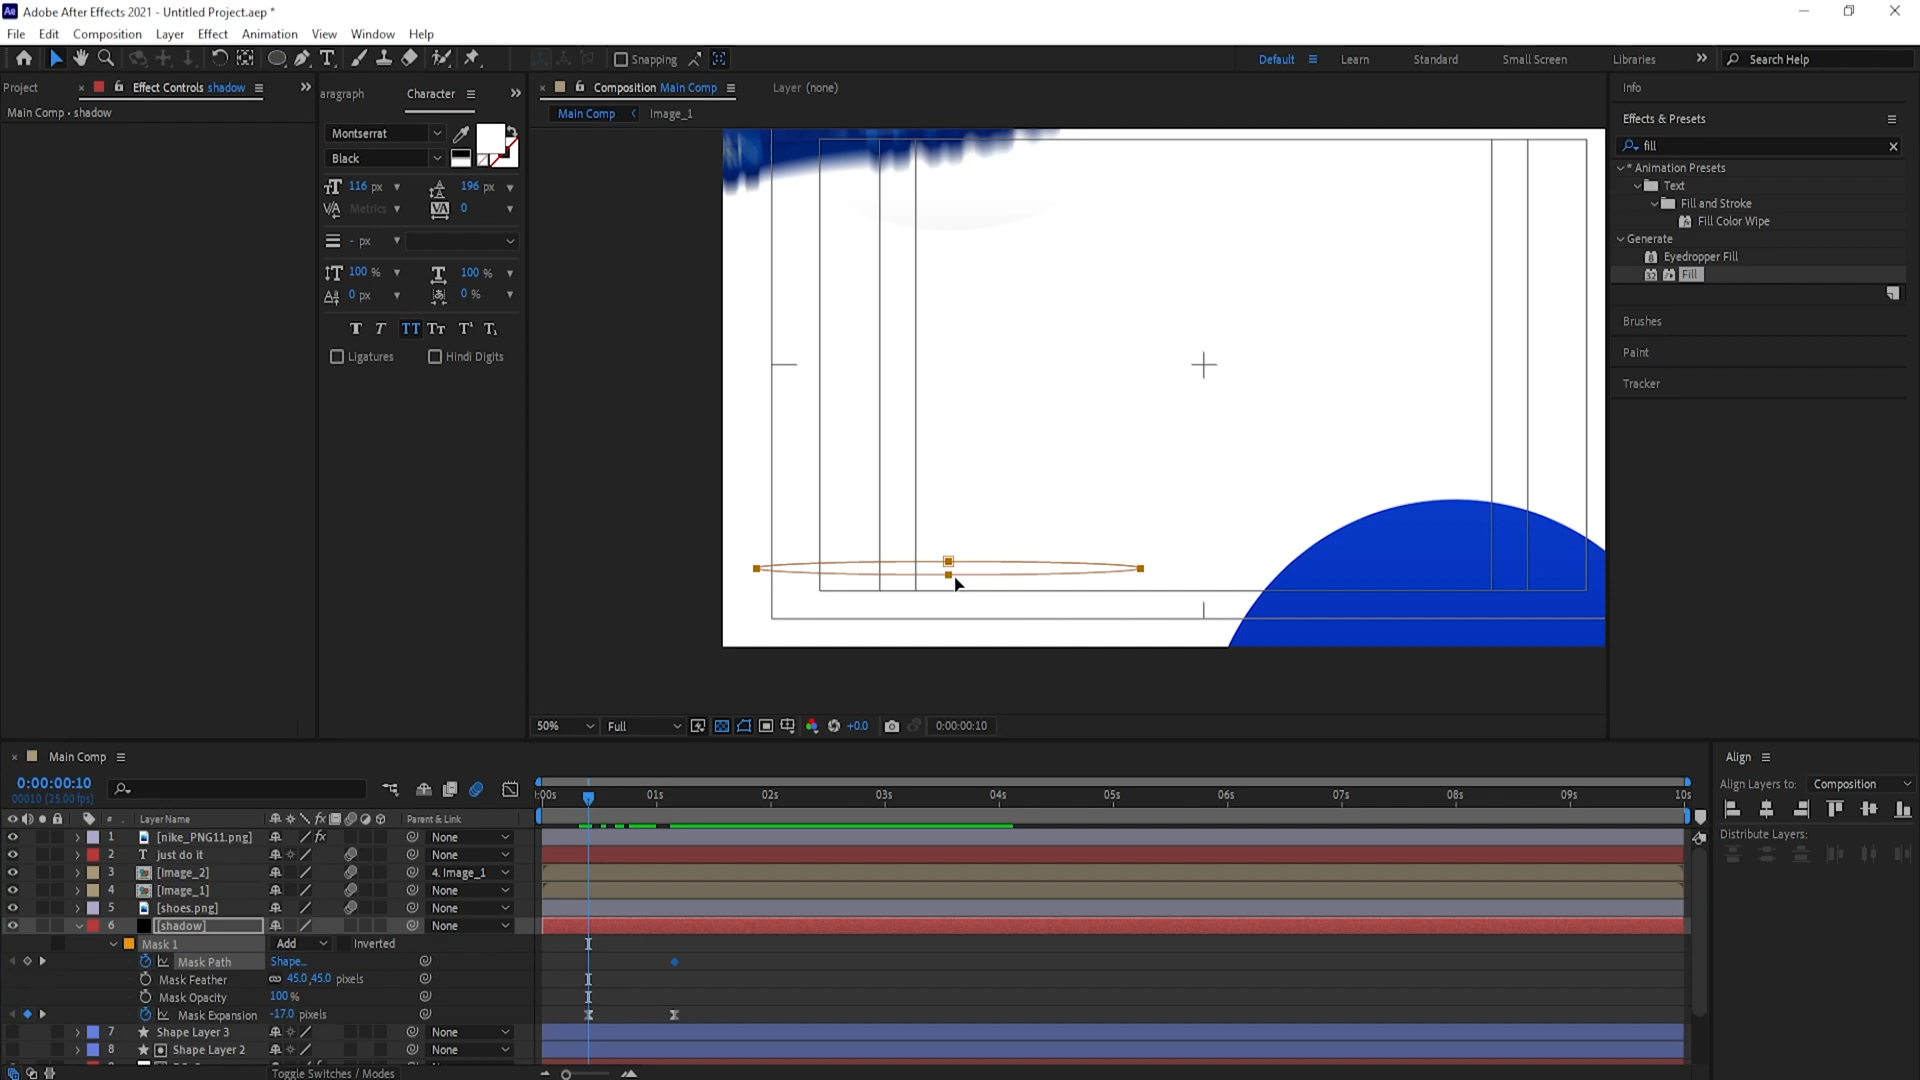 Adobe After Effects 2021 - Untitled Project.aep *
File Edit Composition Layer Effect Animation View Window Help
Snapping
Default Learn Standard Small Screen Libraries Search Help
Project Effect Controls shadow
Main Comp • shadow
aragraph Character
Montserrat
Black
116 px 196 px
Metrics 0
- px
100 % 100 %
0 px 0 %
Ligatures Hindi Digits
Composition Main Comp Layer (none)
Main Comp Image_1
50% Full +0.0 0:00:00:10
Info
Effects & Presets
fill
* Animation Presets
Text
Fill and Stroke
Fill Color Wipe
Generate
Eyedropper Fill
Fill
Brushes
Paint
Tracker
Main Comp
0:00:00:10
00010 (25.00 fps)
# . Layer Name Parent & Link
:00s 01s 02s 03s 04s 05s 06s 07s 08s 09s 10s
1 [nike_PNG11.png] None
2 just do it None
3 [Image_2] 4. Image_1
4 [Image_1] None
5 [shoes.png] None
6 [shadow] None
Mask 1 Add Inverted
Mask Path Shape...
Mask Feather 45.0,45.0 pixels
Mask Opacity 100 %
Mask Expansion -17.0 pixels
7 Shape Layer 3 None
8 Shape Layer 2 None
Toggle Switches / Modes
Align
Align Layers to: Composition
Distribute Layers: